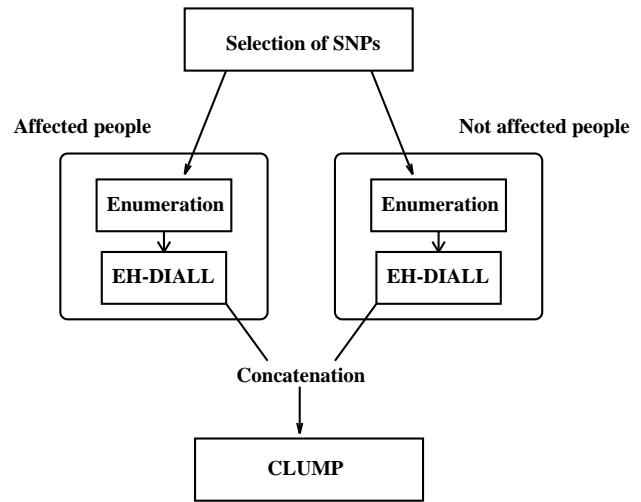 Selection of SNPs
Affected people
Not affected people
Enumeration
Enumeration
EH-DIALL
EH-DIALL
Concatenation
CLUMP